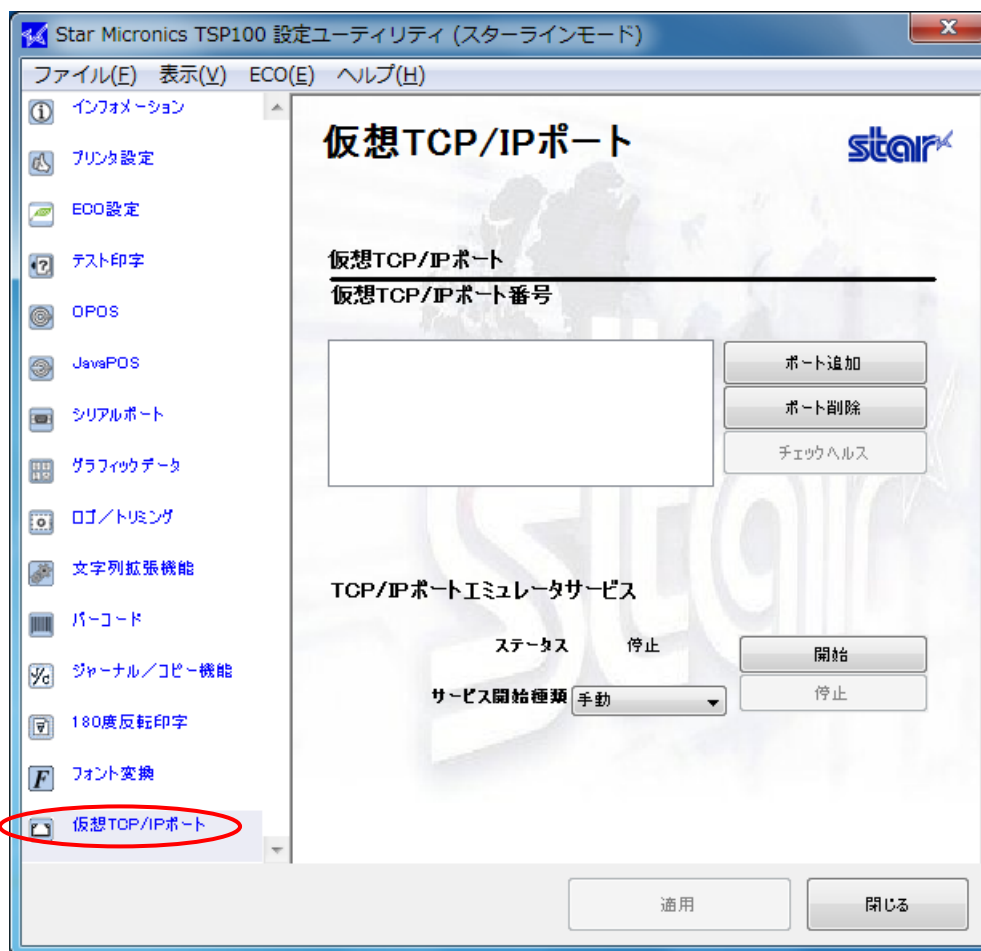 Star Micronics TSP100 設定ユーティリティ (スターラインモード)
ファイル(F) 表示(V) ECO(E) ヘルプ(H)
インフォメーション
プリンタ設定
ECO設定
テスト印字
OPOS
JavaPOS
シリアルポート
グラフィックデータ
ロゴ／トリミング
文字列拡張機能
バーコード
ジャーナル／コピー機能
180度反転印字
フォント変換
仮想TCP/IPポート
仮想TCP/IPポート
star
仮想TCP/IPポート
仮想TCP/IPポート番号
ポート追加
ポート削除
チェックヘルス
TCP/IPポートエミュレータサービス
ステータス 停止
開始
サービス開始種類 手動
停止
適用
閉じる